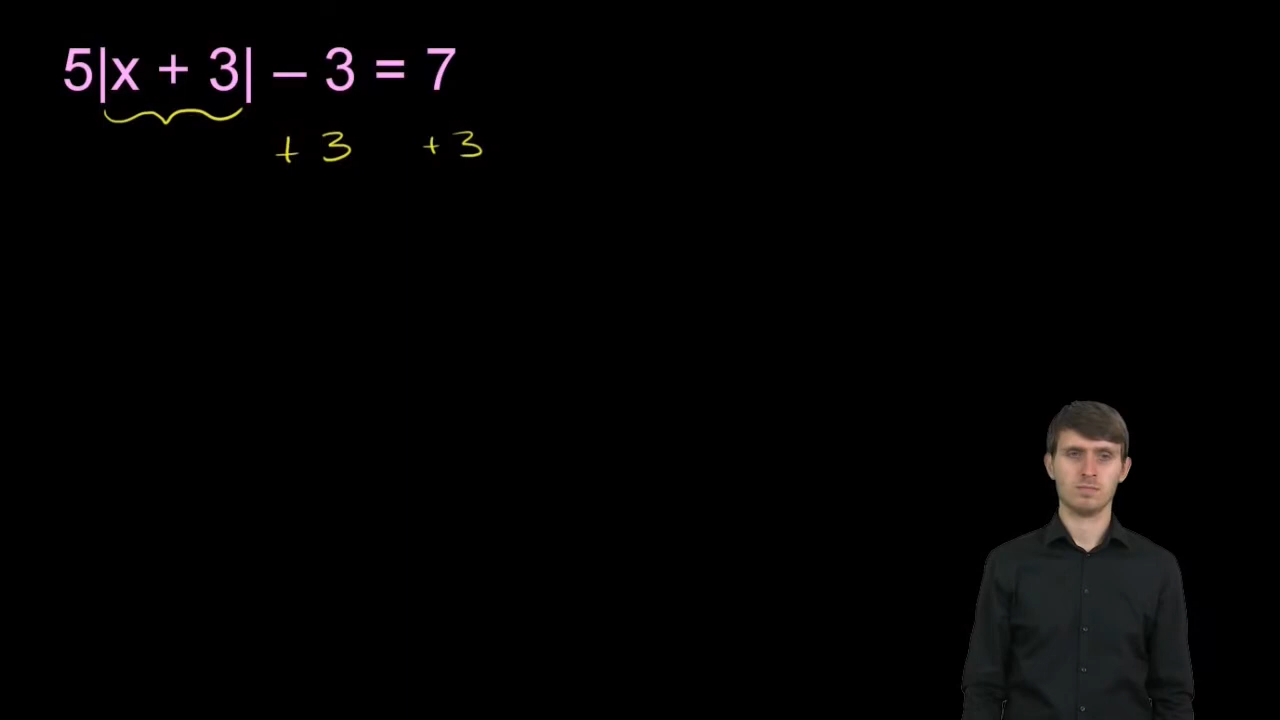 5|x + 3| – 3 = 7
+ 3 + 3